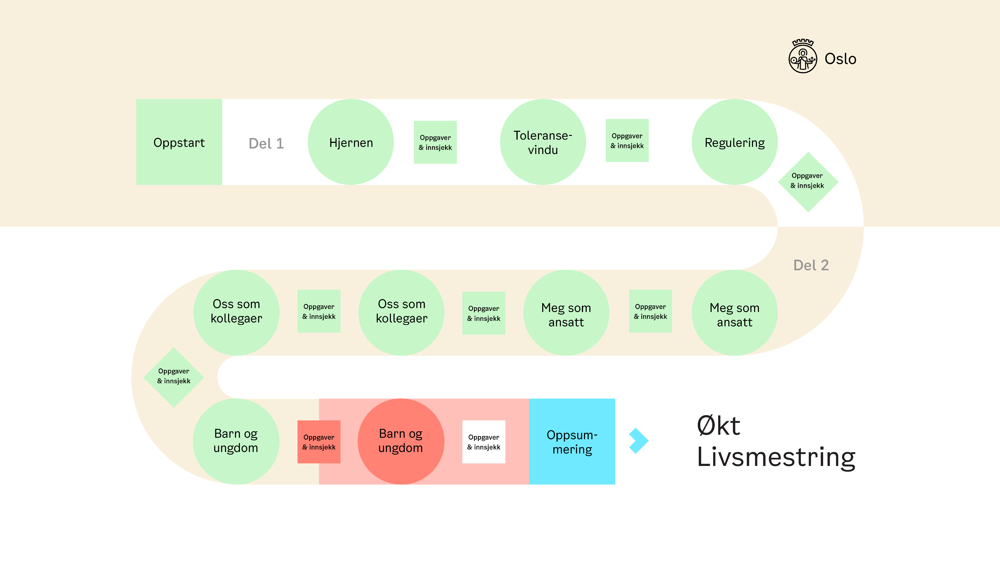 Oslo
Oppstart
Del 1
Hjernen
Oppgaver
& innsjekk
Toleranse-
vindu
Oppgaver
& innsjekk
Regulering
Oppgaver
& innsjekk
Del 2
Meg som
ansatt
Oppgaver
& innsjekk
Meg som
ansatt
Oppgaver
& innsjekk
Oss som
kollegaer
Oppgaver
& innsjekk
Oss som
kollegaer
Oppgaver
& innsjekk
Barn og
ungdom
Oppgaver
& innsjekk
Barn og
ungdom
Oppgaver
& innsjekk
Oppsum-
mering
Økt
Livsmestring